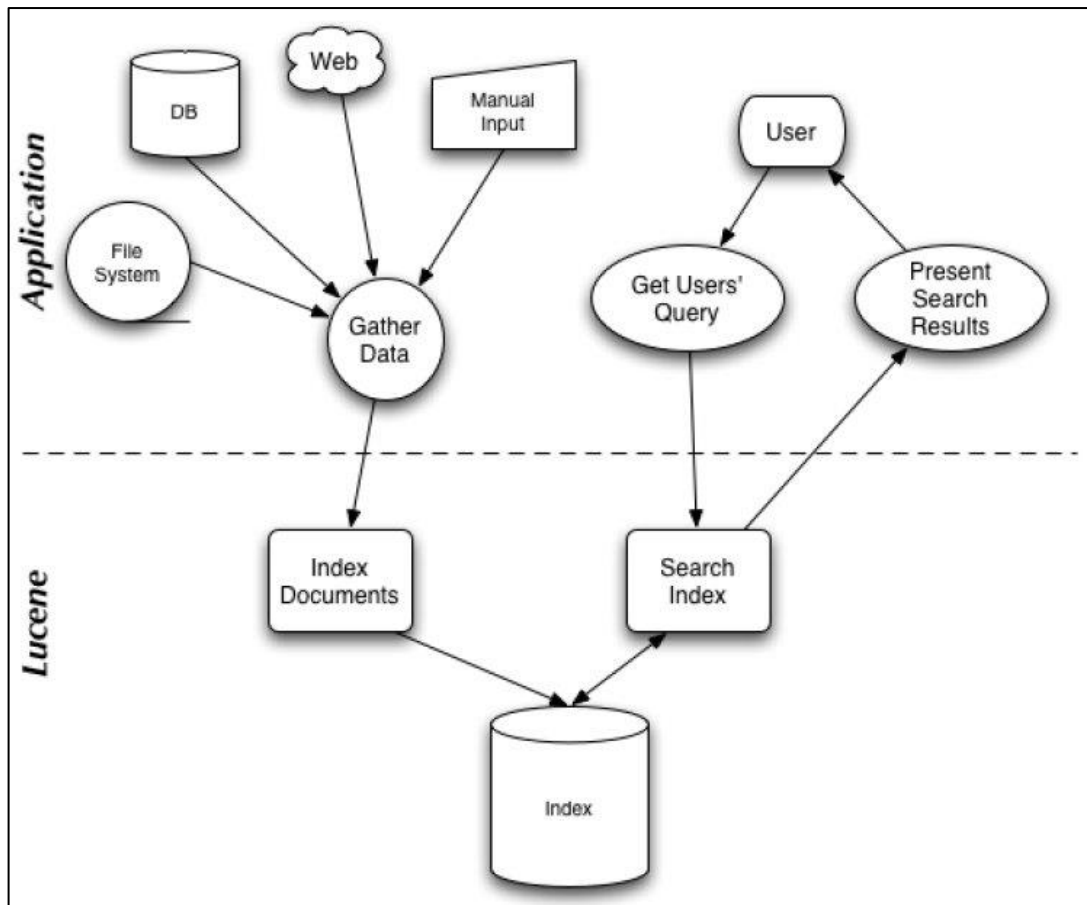 Application
DB
Web
Manual
Input
User
File
System
Gather
Data
Get Users'
Query
Present
Search
Results
Lucene
Index
Documents
Search
Index
Index